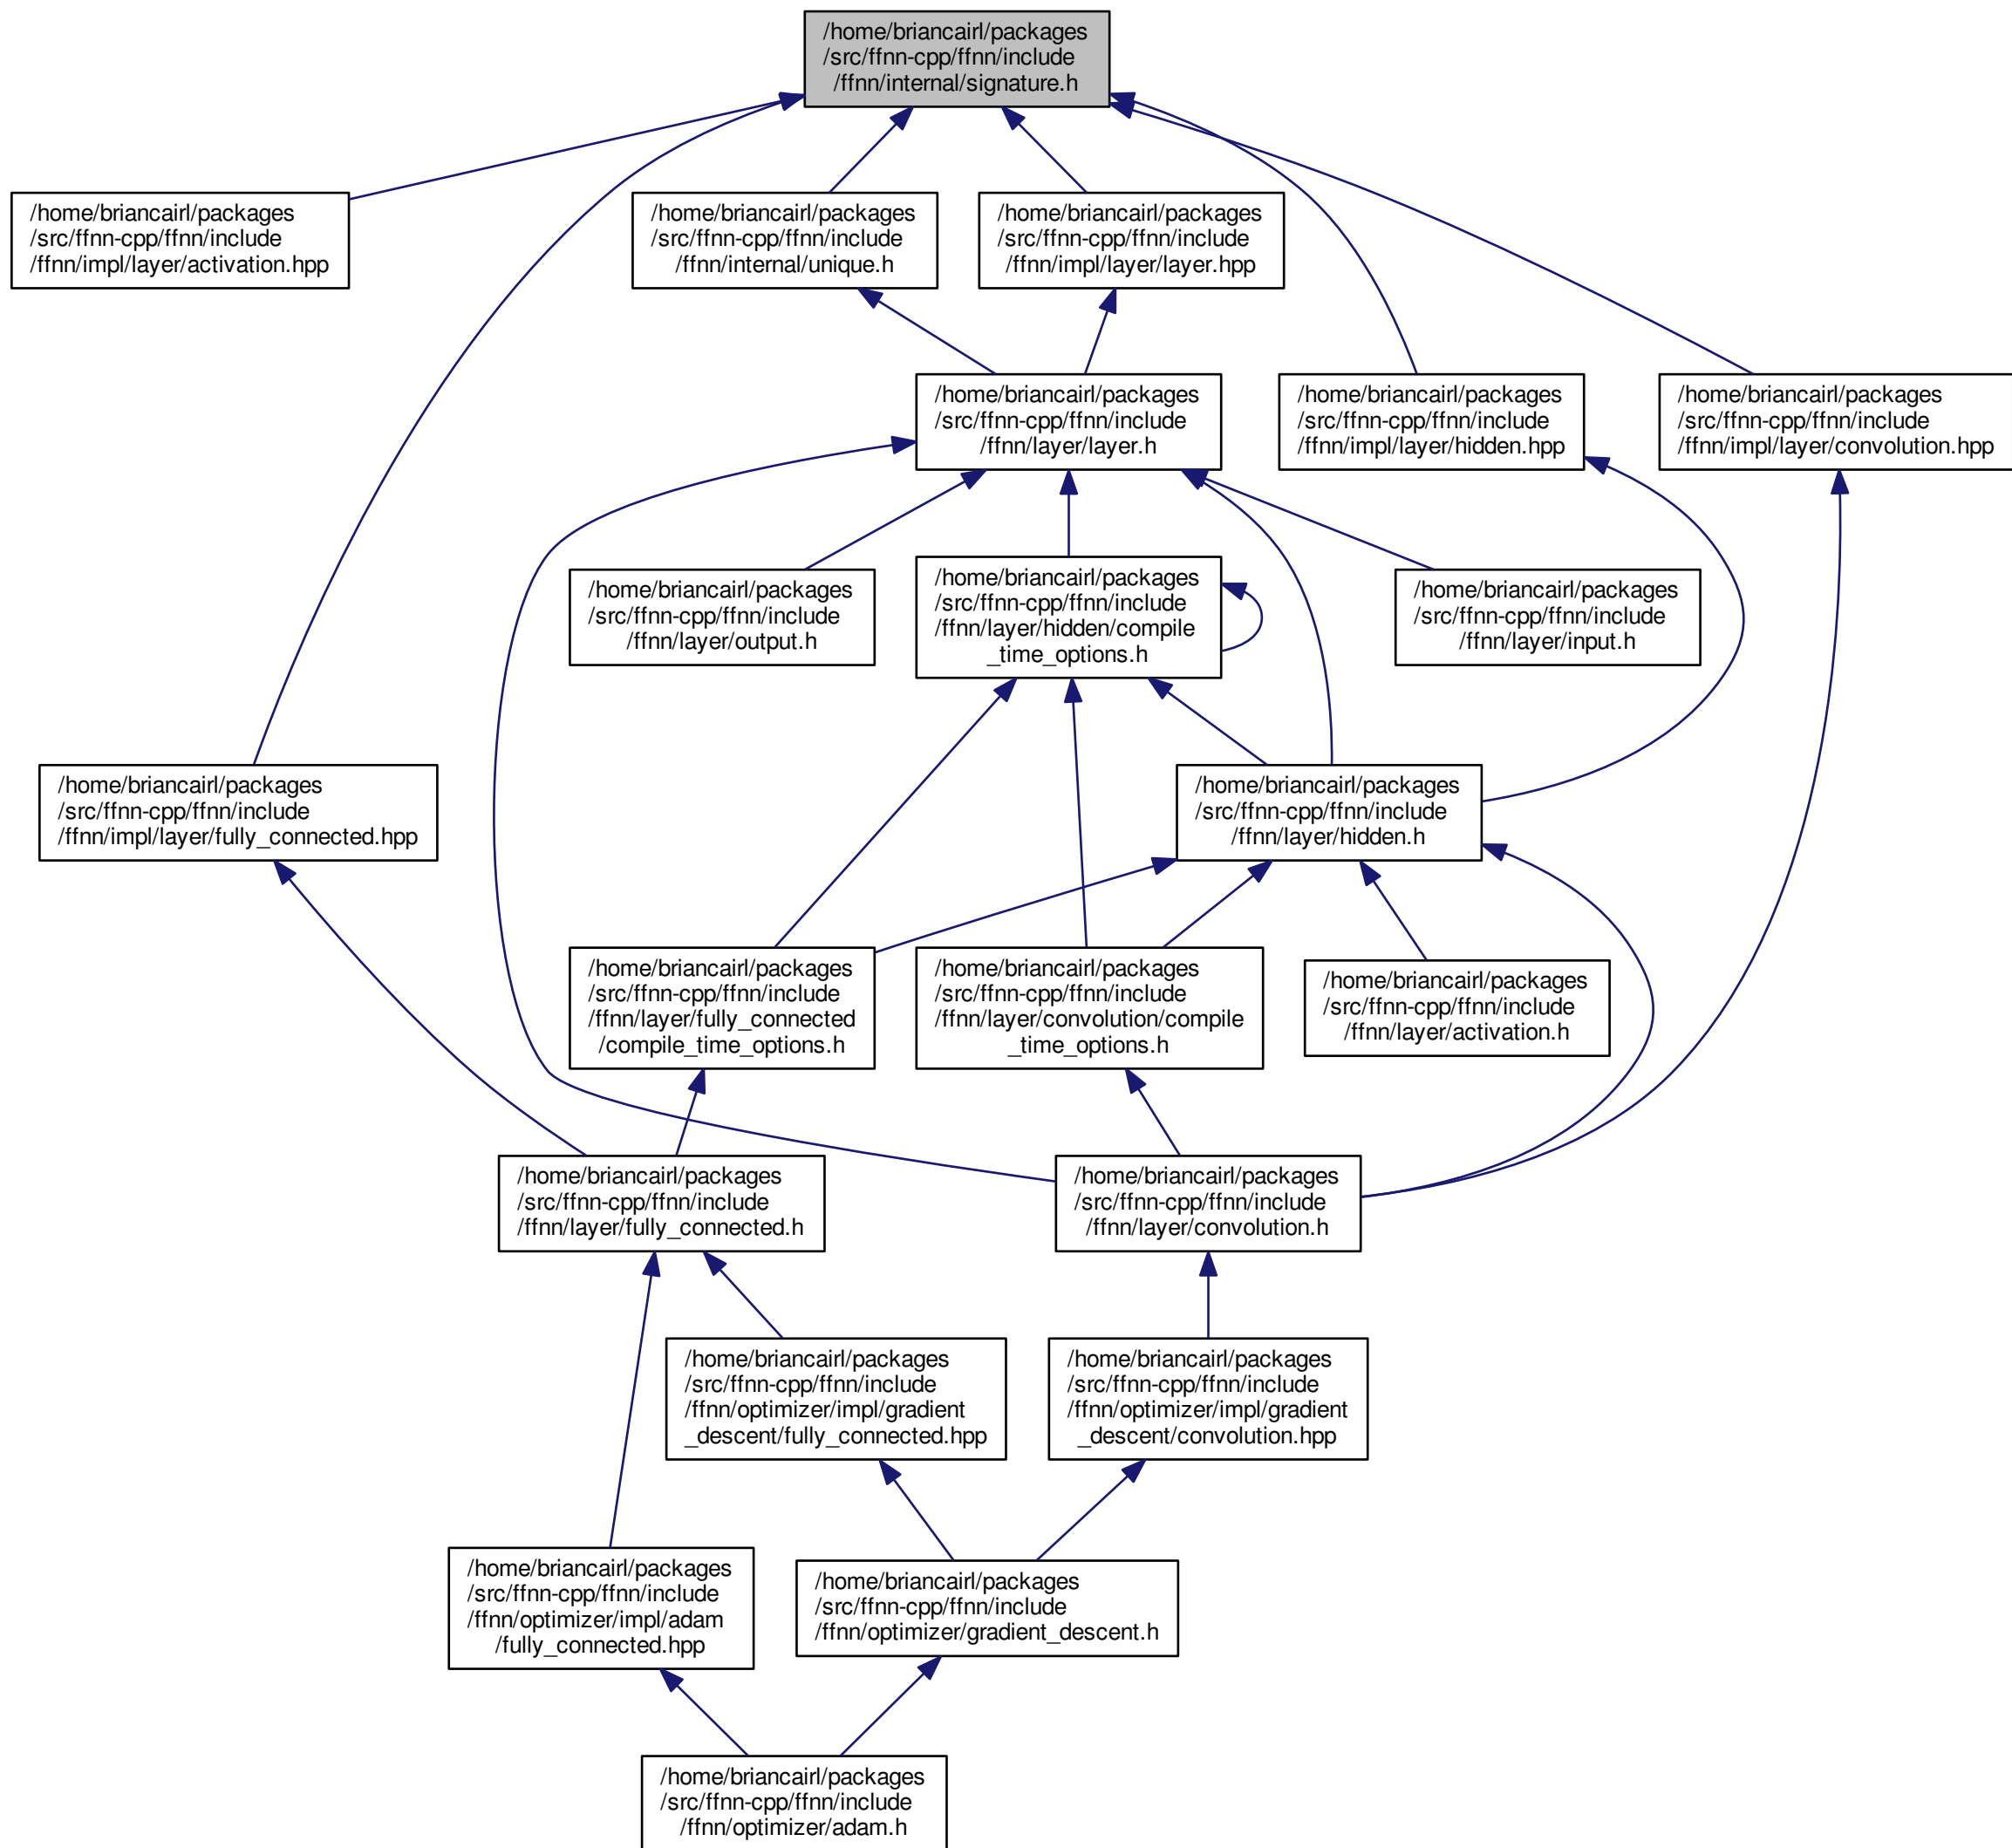 /home/briancairl/packages
/src/ffnn-cpp/ffnn/include
/ffnn/internal/signature.h
/home/briancairl/packages
/src/ffnn-cpp/ffnn/include
/ffnn/impl/layer/activation.hpp
/home/briancairl/packages
/src/ffnn-cpp/ffnn/include
/ffnn/internal/unique.h
/home/briancairl/packages
/src/ffnn-cpp/ffnn/include
/ffnn/impl/layer/layer.hpp
/home/briancairl/packages
/src/ffnn-cpp/ffnn/include
/ffnn/layer/layer.h
/home/briancairl/packages
/src/ffnn-cpp/ffnn/include
/ffnn/impl/layer/hidden.hpp
/home/briancairl/packages
/src/ffnn-cpp/ffnn/include
/ffnn/impl/layer/convolution.hpp
/home/briancairl/packages
/src/ffnn-cpp/ffnn/include
/ffnn/layer/output.h
/home/briancairl/packages
/src/ffnn-cpp/ffnn/include
/ffnn/layer/hidden/compile
_time_options.h
/home/briancairl/packages
/src/ffnn-cpp/ffnn/include
/ffnn/layer/input.h
/home/briancairl/packages
/src/ffnn-cpp/ffnn/include
/ffnn/impl/layer/fully_connected.hpp
/home/briancairl/packages
/src/ffnn-cpp/ffnn/include
/ffnn/layer/hidden.h
/home/briancairl/packages
/src/ffnn-cpp/ffnn/include
/ffnn/layer/fully_connected
/compile_time_options.h
/home/briancairl/packages
/src/ffnn-cpp/ffnn/include
/ffnn/layer/convolution/compile
_time_options.h
/home/briancairl/packages
/src/ffnn-cpp/ffnn/include
/ffnn/layer/activation.h
/home/briancairl/packages
/src/ffnn-cpp/ffnn/include
/ffnn/layer/fully_connected.h
/home/briancairl/packages
/src/ffnn-cpp/ffnn/include
/ffnn/layer/convolution.h
/home/briancairl/packages
/src/ffnn-cpp/ffnn/include
/ffnn/optimizer/impl/gradient
_descent/fully_connected.hpp
/home/briancairl/packages
/src/ffnn-cpp/ffnn/include
/ffnn/optimizer/impl/gradient
_descent/convolution.hpp
/home/briancairl/packages
/src/ffnn-cpp/ffnn/include
/ffnn/optimizer/impl/adam
/fully_connected.hpp
/home/briancairl/packages
/src/ffnn-cpp/ffnn/include
/ffnn/optimizer/gradient_descent.h
/home/briancairl/packages
/src/ffnn-cpp/ffnn/include
/ffnn/optimizer/adam.h